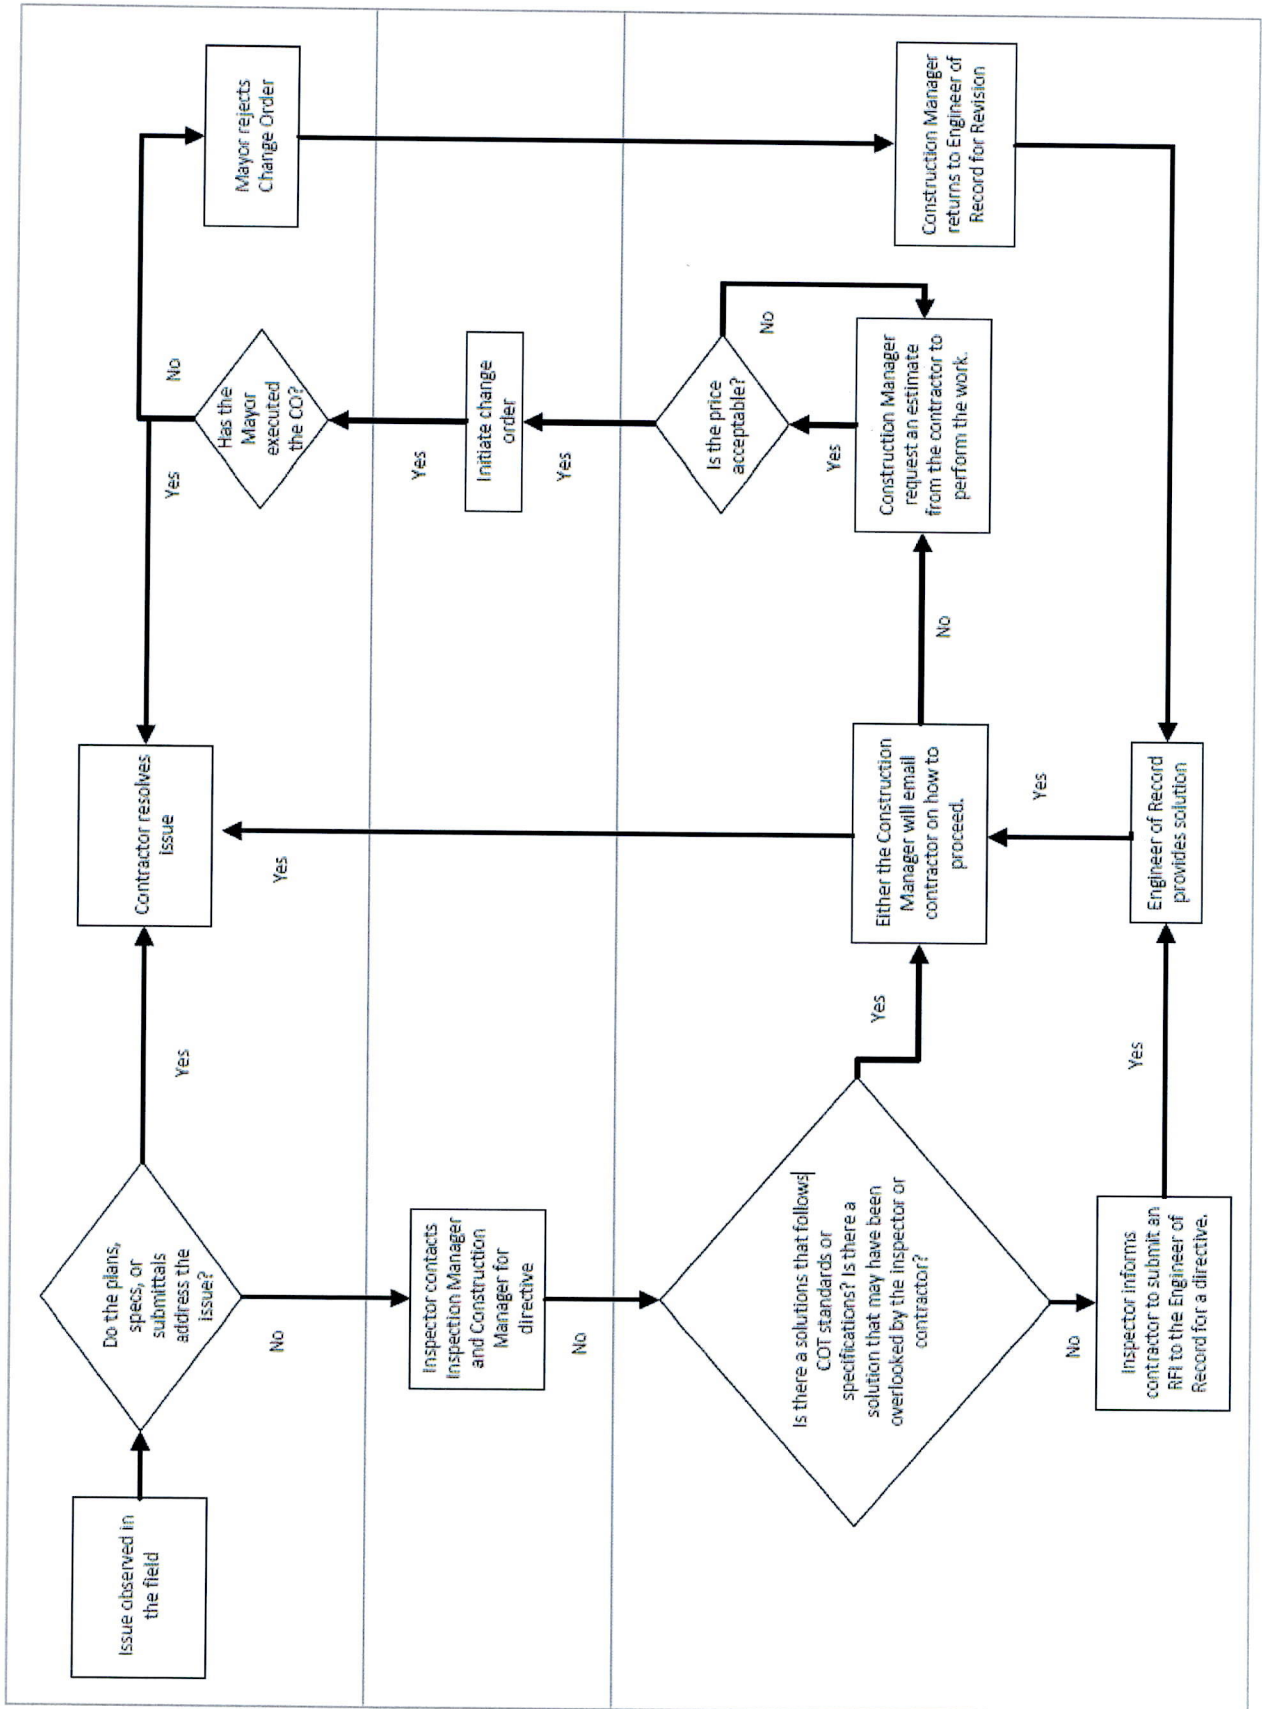 Issue observed in
the field
Do the plans,
specs, or
submittals
address the
issue?
Yes
No
Contractor resolves
issue
Yes
Has the
Mayor
executed
the CO?
No
Mayor rejects
Change Order
Inspector contacts
Inspection Manager
and Construction
Manager for
directive
No
Yes
Initiate change
order
Yes
Yes
Is there a solutions that follows
COT standards or
specifications? Is there a
solution that may have been
overlooked by the inspector or
contractor?
Yes
No
Either the Construction
Manager will email
contractor on how to
proceed.
No
Is the price
acceptable?
No
Yes
Construction Manager
request an estimate
from the contractor to
perform the work.
Construction Manager
returns to Engineer of
Record for Revision
Inspector informs
contractor to submit an
RFI to the Engineer of
Record for a directive.
Yes
Engineer of Record
provides solution
Yes